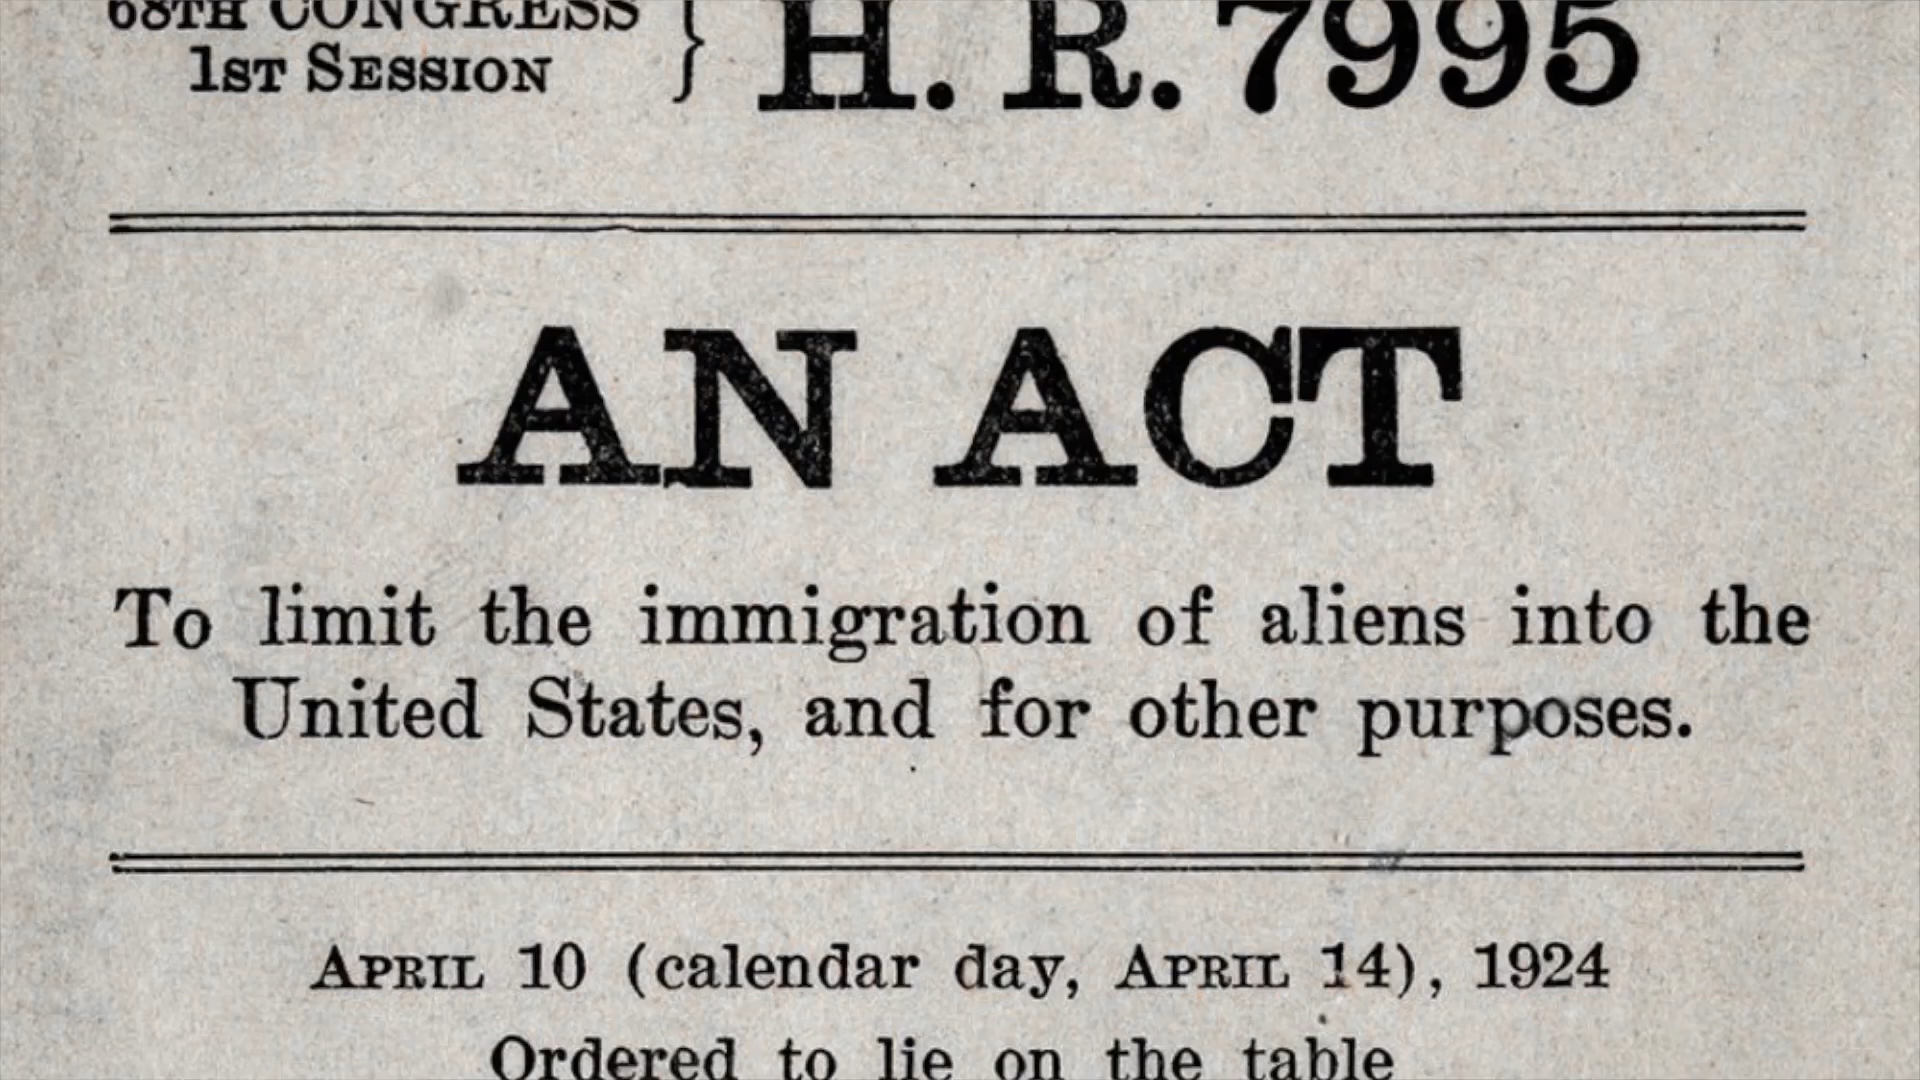 68TH CONGRESS
1ST SESSION
} H. R. 7995
AN ACT
To limit the immigration of aliens into the
United States, and for other purposes.
APRIL 10 (calendar day, APRIL 14), 1924
Ordered to lie on the table